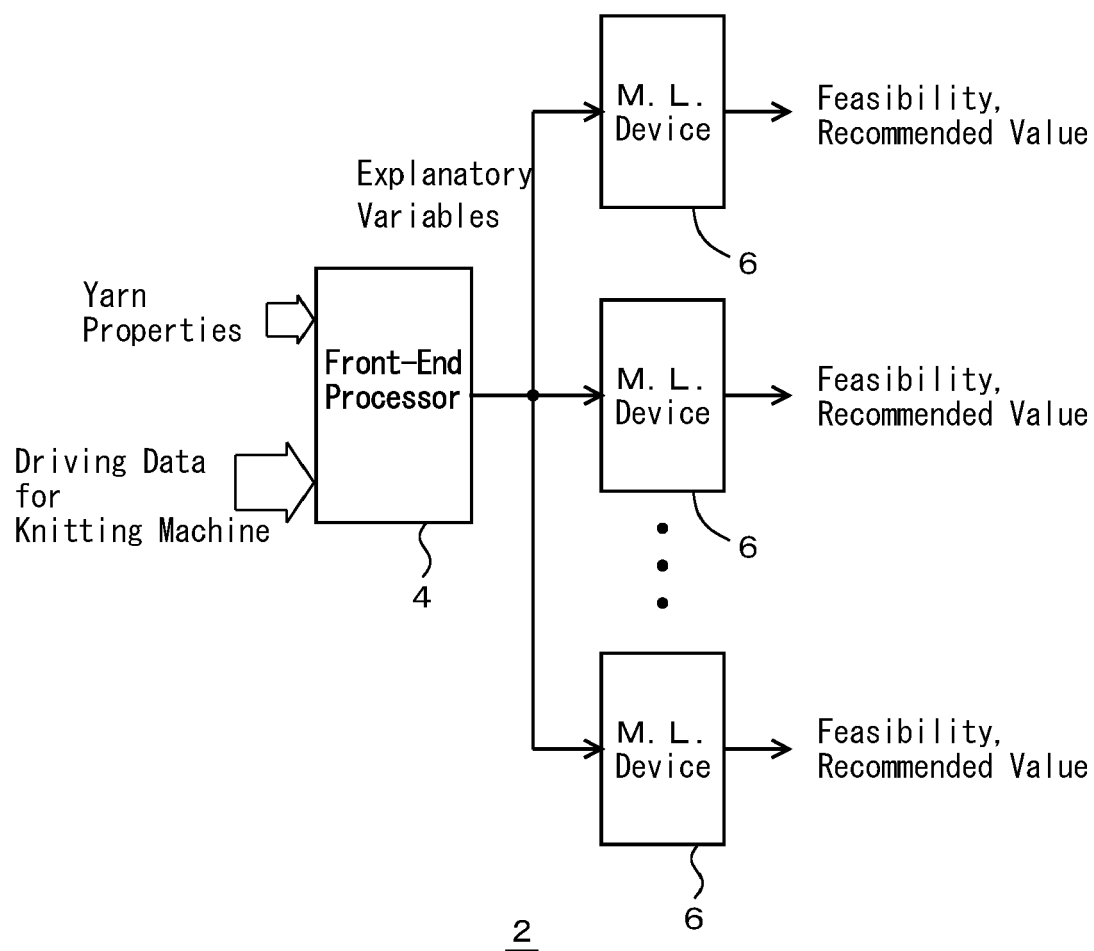 M. L.
Device
Feasibility,
Recommended Value
6
Explanatory
Variables
Yarn
Properties
Front-End
Processor
Driving Data
for
Knitting Machine
4
M. L.
Device
Feasibility,
Recommended Value
6
M. L.
Device
Feasibility,
Recommended Value
6
2